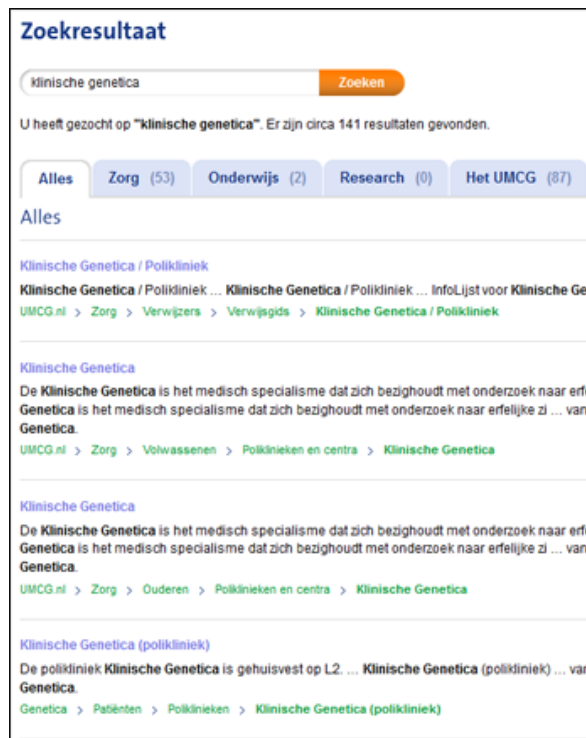 Zoekresultaat
klinische genetica Zoeken
U heeft gezocht op "klinische genetica". Er zijn circa 141 resultaten gevonden.
Alles Zorg (53) Onderwijs (2) Research (0) Het UMCG (87)
Alles
Klinische Genetica / Polikliniek
Klinische Genetica / Polikliniek ... Klinische Genetica / Polikliniek ... InfoLijst voor Klinische Ge
UMCG.nl > Zorg > Verwijzers > Verwijsgids > Klinische Genetica / Polikliniek
Klinische Genetica
De Klinische Genetica is het medisch specialisme dat zich bezighoudt met onderzoek naar erfe
Genetica is het medisch specialisme dat zich bezighoudt met onderzoek naar erfelijke zi ... van
Genetica.
UMCG.nl > Zorg > Volwassenen > Poliklinieken en centra > Klinische Genetica
Klinische Genetica
De Klinische Genetica is het medisch specialisme dat zich bezighoudt met onderzoek naar erfe
Genetica is het medisch specialisme dat zich bezighoudt met onderzoek naar erfelijke zi ... van
Genetica.
UMCG.nl > Zorg > Ouderen > Poliklinieken en centra > Klinische Genetica
Klinische Genetica (polikliniek)
De polikliniek Klinische Genetica is gehuisvest op L2. ... Klinische Genetica (polikliniek) ... van
Genetica.
Genetica > Patiënten > Poliklinieken > Klinische Genetica (polikliniek)